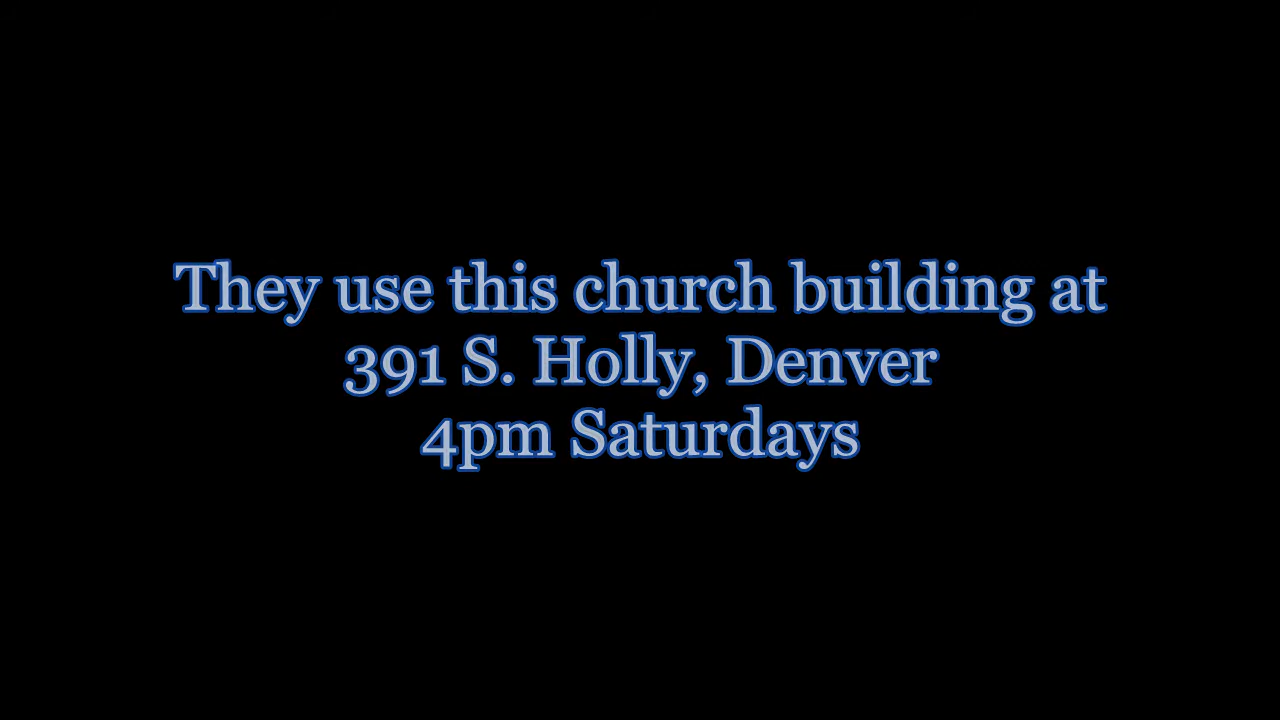 They use this church building at
391 S. Holly, Denver
4pm Saturdays